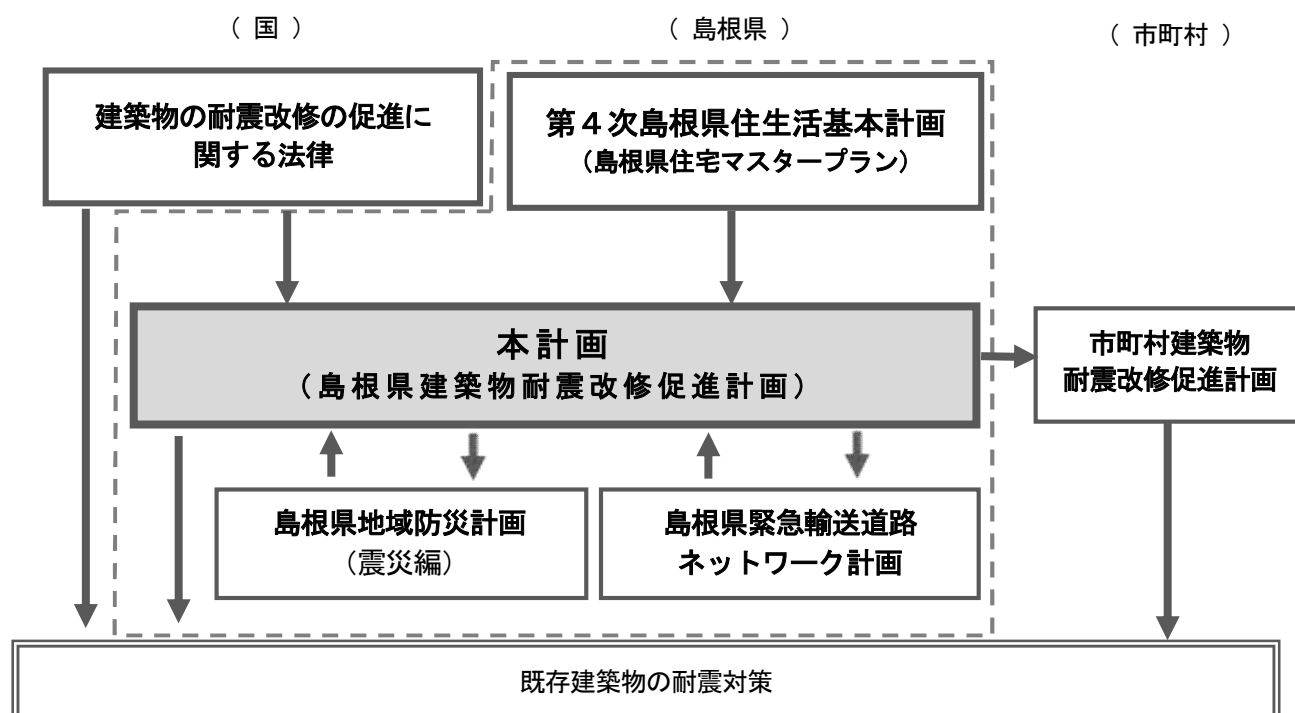 （ 国 ）
（ 島根県 ）
（ 市町村 ）
建築物の耐震改修の促進に
関する法律
第４次島根県住生活基本計画
（島根県住宅マスタープラン）
本計画
（島根県建築物耐震改修促進計画）
市町村建築物
耐震改修促進計画
島根県地域防災計画
（震災編）
島根県緊急輸送道路
ネットワーク計画
既存建築物の耐震対策